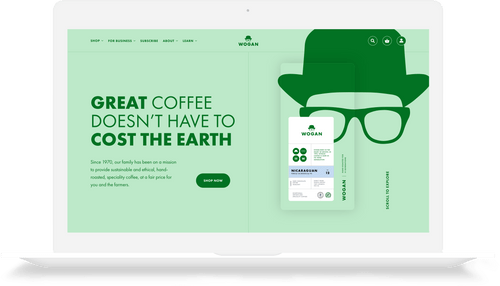 SHOP
FOR BUSINESS
SUBSCRIBE
ABOUT
LEARN
WOGAN
GREAT COFFEE
DOESN'T HAVE TO
COST THE EARTH
Since 1970, our family has been on a mission
to provide sustainable and ethical, hand-
roasted, speciality coffee, at a fair price for
you and the farmers.
SHOP NOW
WOGAN
NICARAGUAN
WOGAN
SCROLL TO EXPLORE